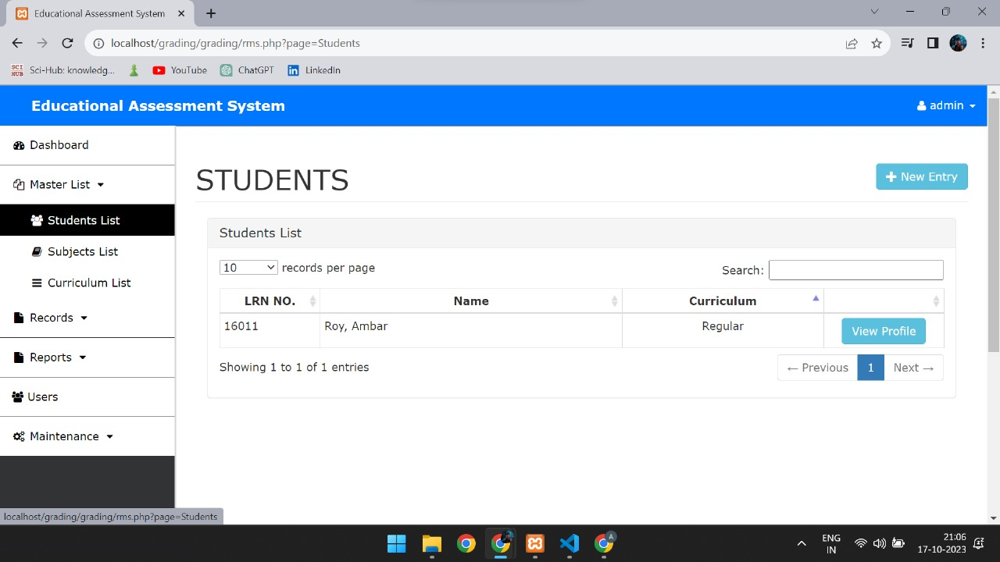 Educational Assessment System
localhost/grading/grading/rms.php?page=Students
SCI HUB Sci-Hub: knowledg... YouTube ChatGPT LinkedIn
Educational Assessment System admin
Dashboard
Master List
Students List
Subjects List
Curriculum List
Records
Reports
Users
Maintenance
STUDENTS New Entry
Students List
10 records per page Search:
LRN NO. Name Curriculum
16011 Roy, Ambar Regular View Profile
Showing 1 to 1 of 1 entries ← Previous 1 Next →
localhost/grading/grading/rms.php?page=Students
A
ENG
IN
21:06
17-10-2023